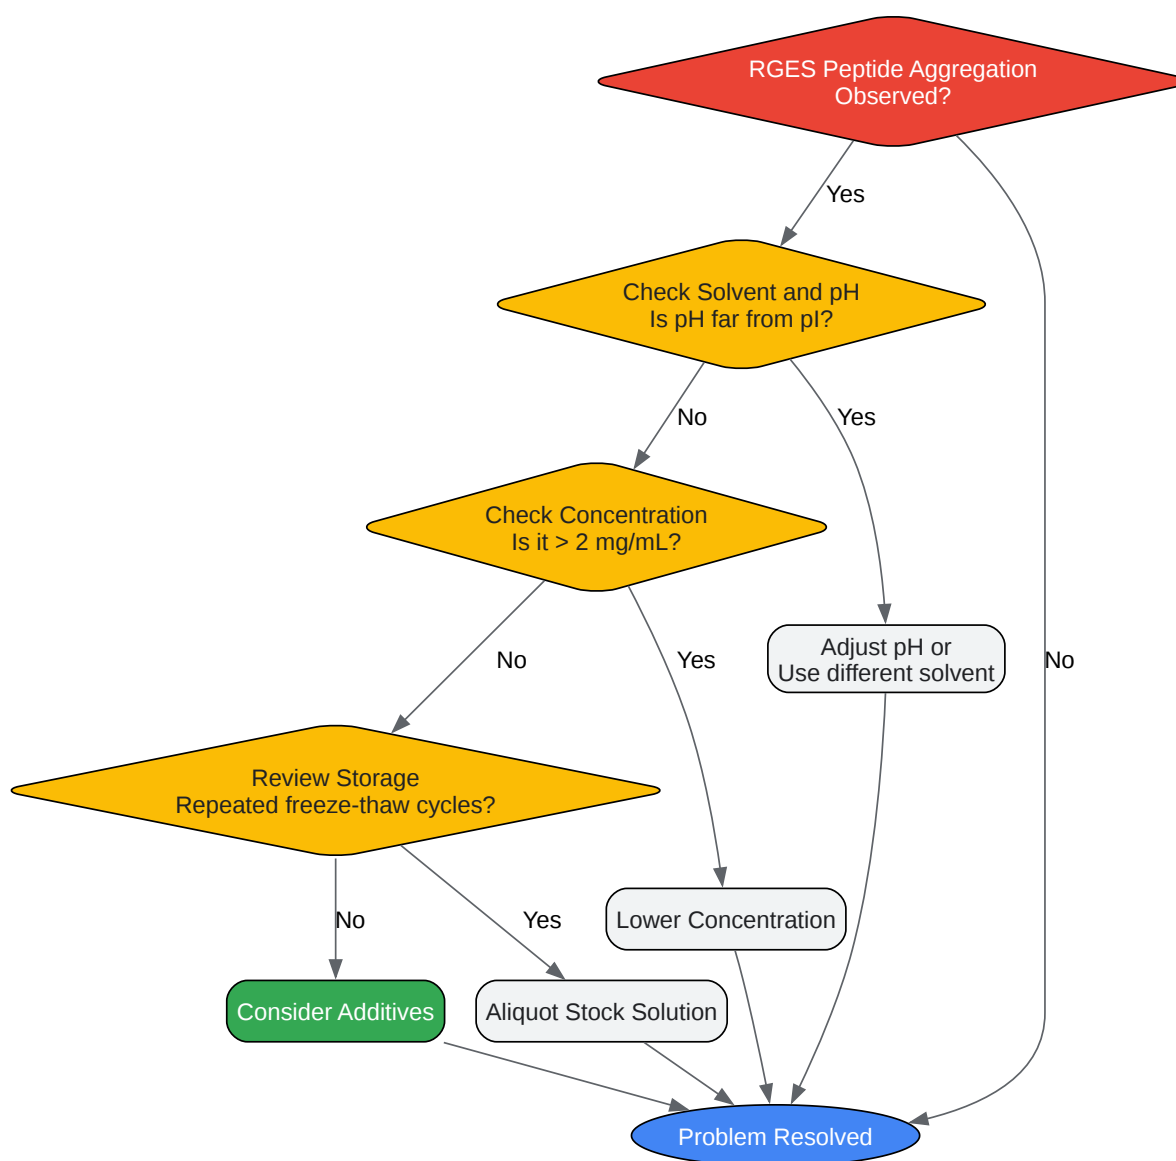 RGES Peptide Aggregation
Observed?
Yes
Check Solvent and pH
Is pH far from pI?
No
Yes
Check Concentration
Is it > 2 mg/mL?
No
Yes
Adjust pH or
Use different solvent
No
Review Storage
Repeated freeze-thaw cycles?
No
Yes
Lower Concentration
Consider Additives
Aliquot Stock Solution
Problem Resolved